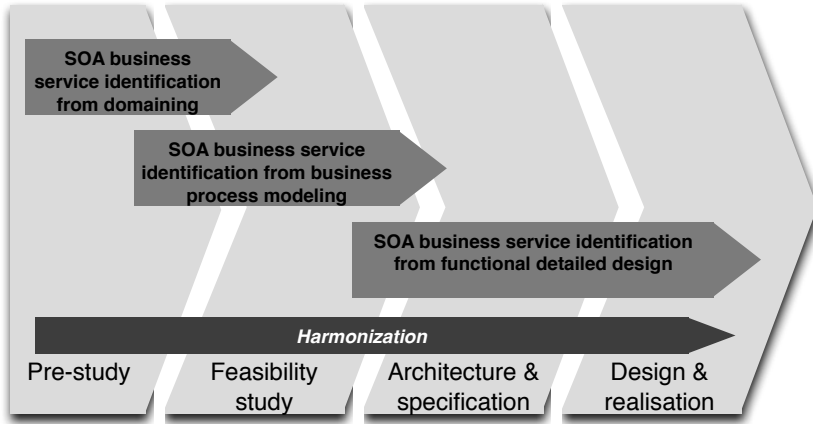 SOA business
service identification
from domaining
SOA business service
identification from business
process modeling
SOA business service identification
from functional detailed design
Harmonization
Pre-study
Feasibility
study
Architecture &
specification
Design &
realisation